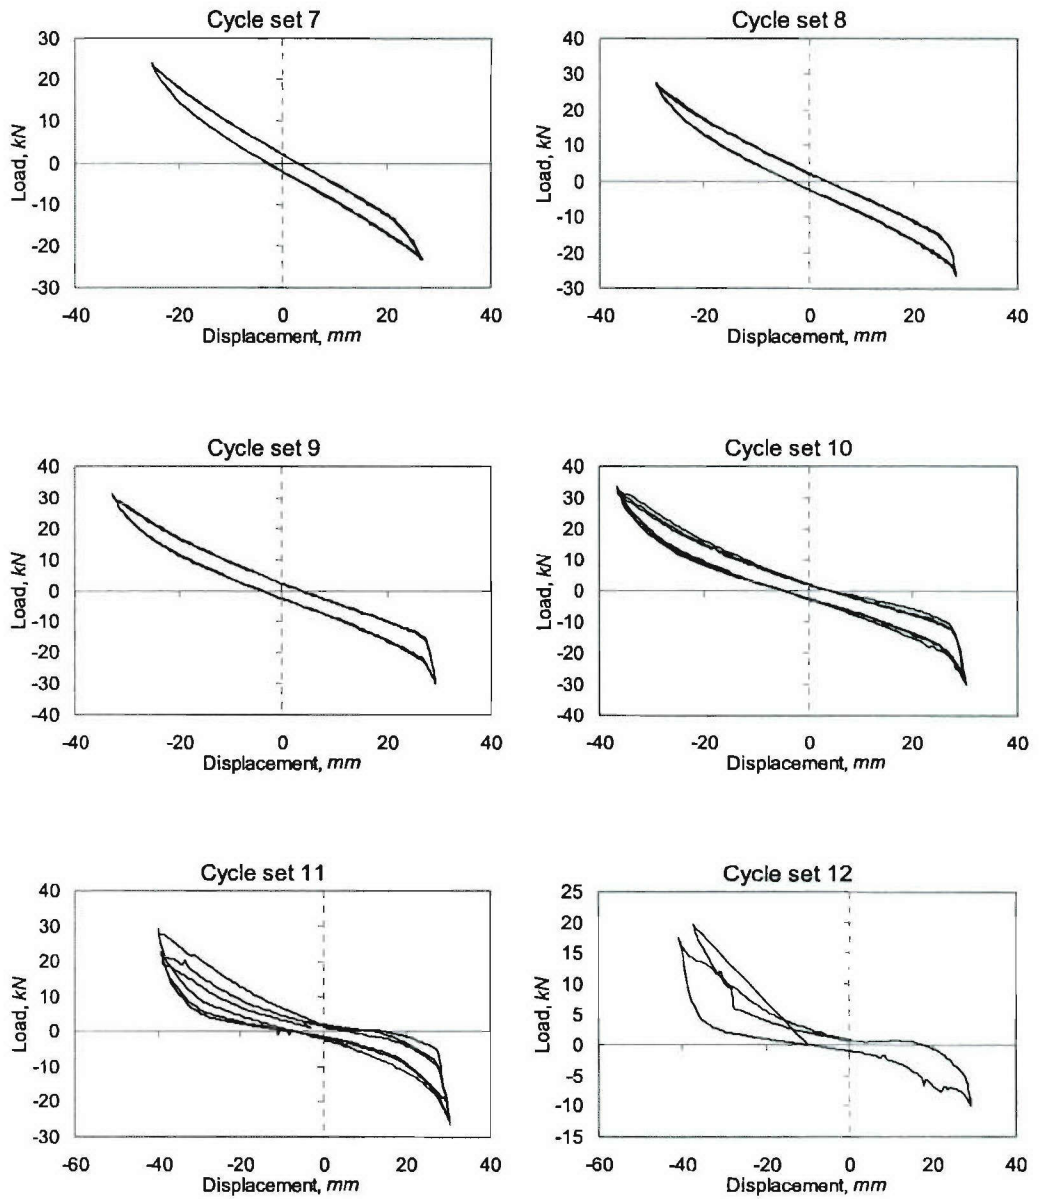 Cycle set 7
30
20
10
0
-10
-20
-30
Load, kN
-40 -20 0 20 40
Displacement, mm
Cycle set 8
40
30
20
10
0
-10
-20
-30
Load, kN
-40 -20 0 20 40
Displacement, mm
Cycle set 9
40
30
20
10
0
-10
-20
-30
-40
Load, kN
-40 -20 0 20 40
Displacement, mm
Cycle set 10
40
30
20
10
0
-10
-20
-30
-40
Load, kN
-40 -20 0 20 40
Displacement, mm
Cycle set 11
40
30
20
10
0
-10
-20
-30
Load, kN
-60 -40 -20 0 20 40
Displacement, mm
Cycle set 12
25
20
15
10
5
0
-5
-10
-15
Load, kN
-60 -40 -20 0 20 40
Displacement, mm